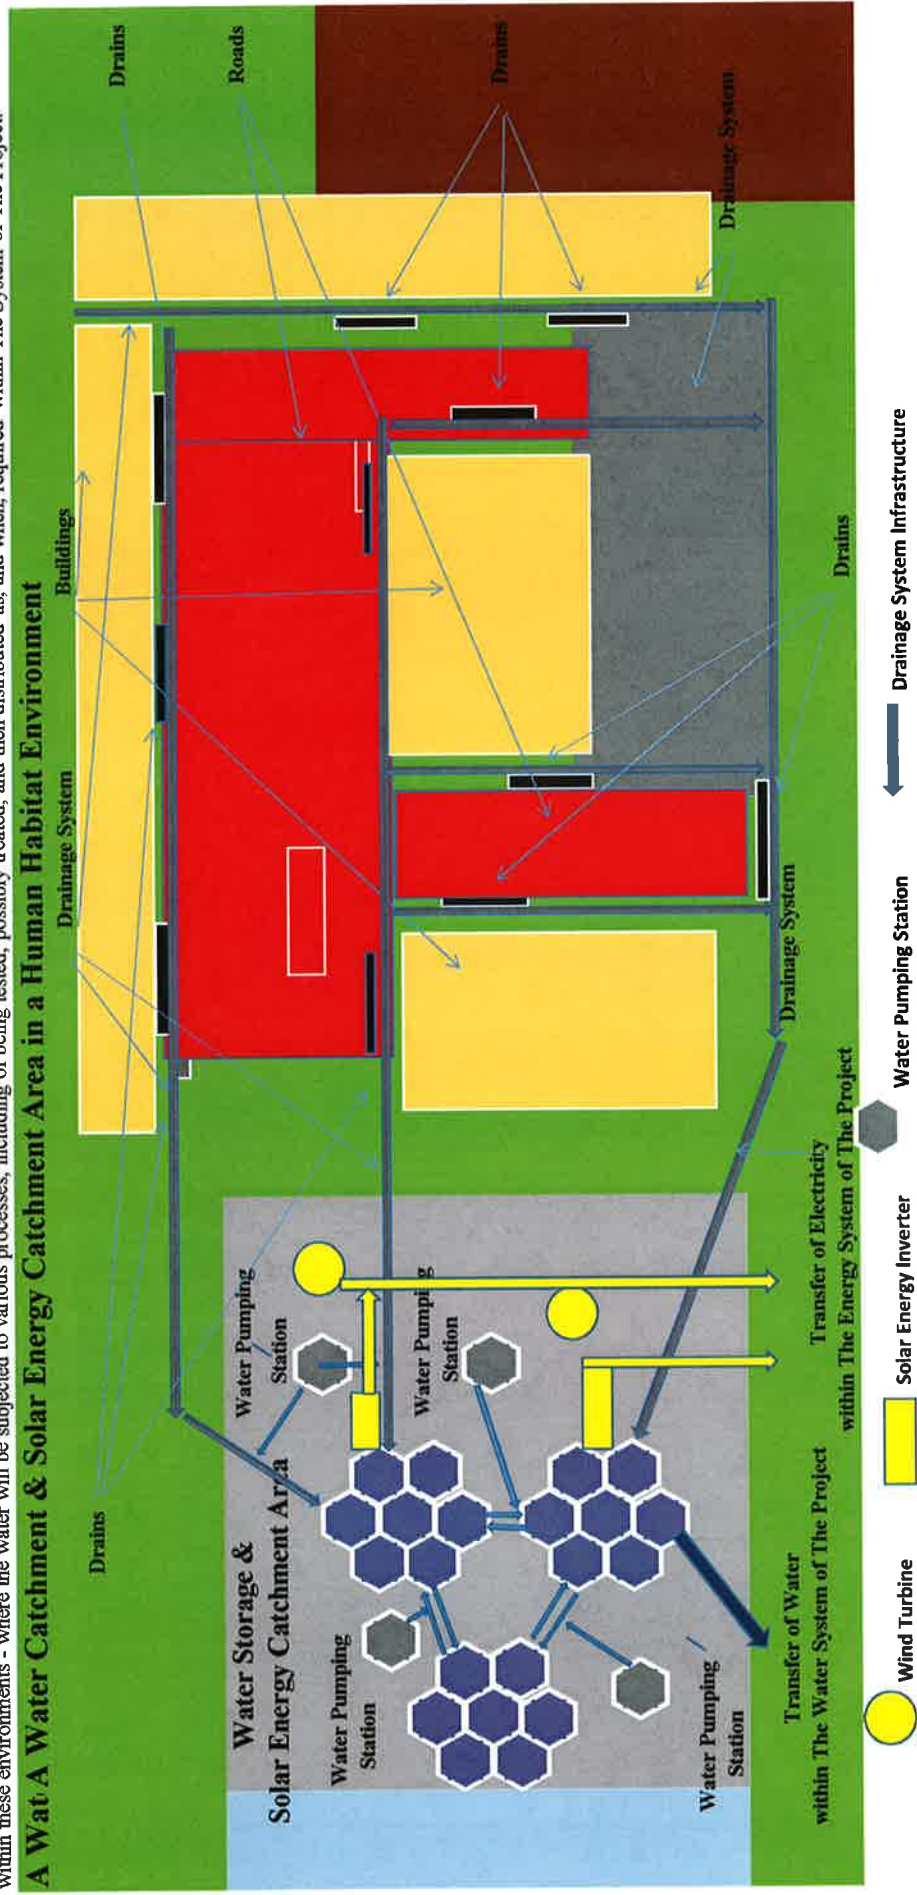 within these environments - where the water will be subjected to various processes, including of being tested, possibly treated, and then distributed as, and when, required within The System of The Project.
A Wat A Water Catchment & Solar Energy Catchment Area in a Human Habitat Environment
Drains
Drainage System
Buildings
Drains
Roads
Drains
Drainage System
Water Storage &
Solar Energy Catchment Area
Water Pumping
Station
Water Pumping
Station
Water Pumping
Station
Water Pumping
Station
Drainage System
Drains
Transfer of Water
within The Water System of The Project
Transfer of Electricity
within The Energy System of The Project
Wind Turbine
Solar Energy Inverter
Water Pumping Station
Drainage System Infrastructure